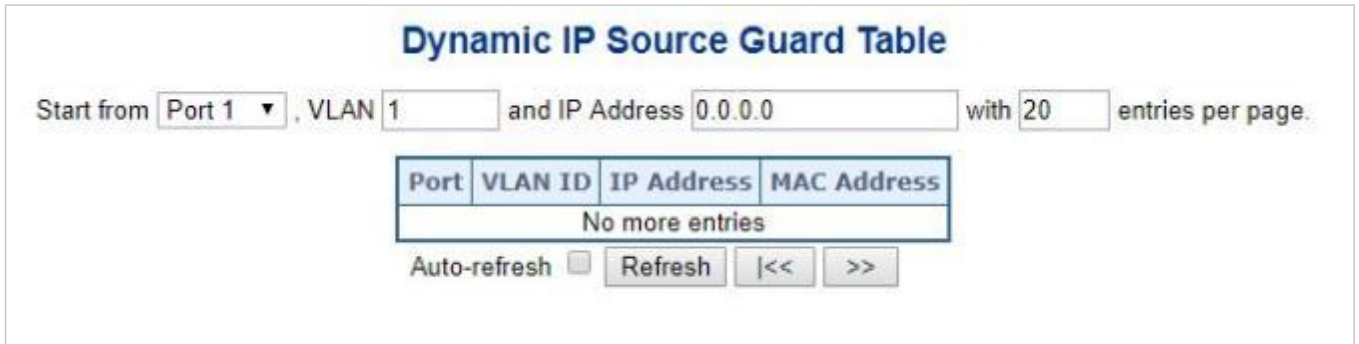 Dynamic IP Source Guard Table
Start from Port 1 ▼ , VLAN 1 and IP Address 0.0.0.0 with 20 entries per page.
Port VLAN ID IP Address MAC Address
No more entries
Auto-refresh Refresh |<< >>